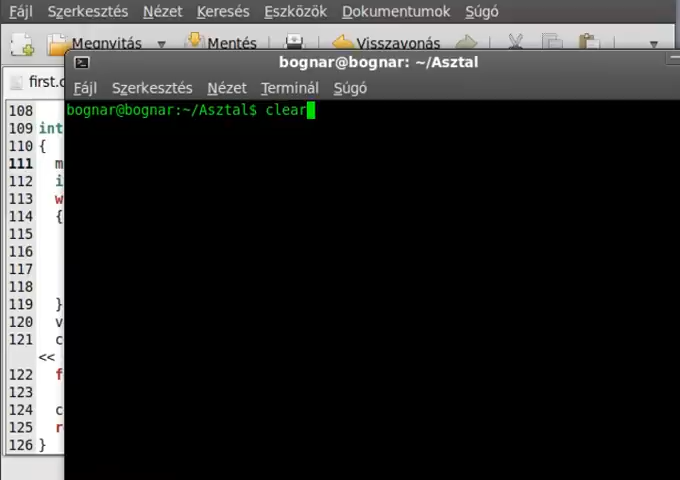 Fájl Szerkesztés Nézet Keresés Eszközök Dokumentumok Súgó
Megnyitás Mentés Visszavonás
first.c
bognar@bognar: ~/Asztal
Fájl Szerkesztés Nézet Terminál Súgó
bognar@bognar:~/Asztal$ clear
108
109 int
110 {
111 m
112 i
113 w
114 {
115
116
117
118
119 }
120 v
121 c
<<
122 f
123
124 c
125 r
126 }